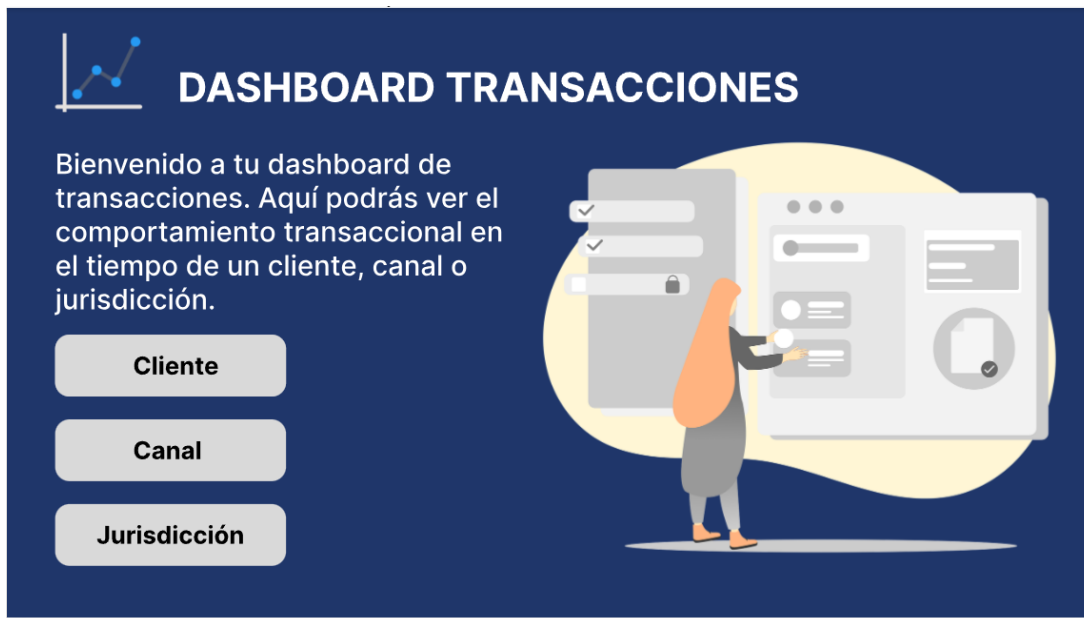 DASHBOARD TRANSACCIONES
Bienvenido a tu dashboard de
transacciones. Aquí podrás ver el
comportamiento transaccional en
el tiempo de un cliente, canal o
jurisdicción.
Cliente
Canal
Jurisdicción